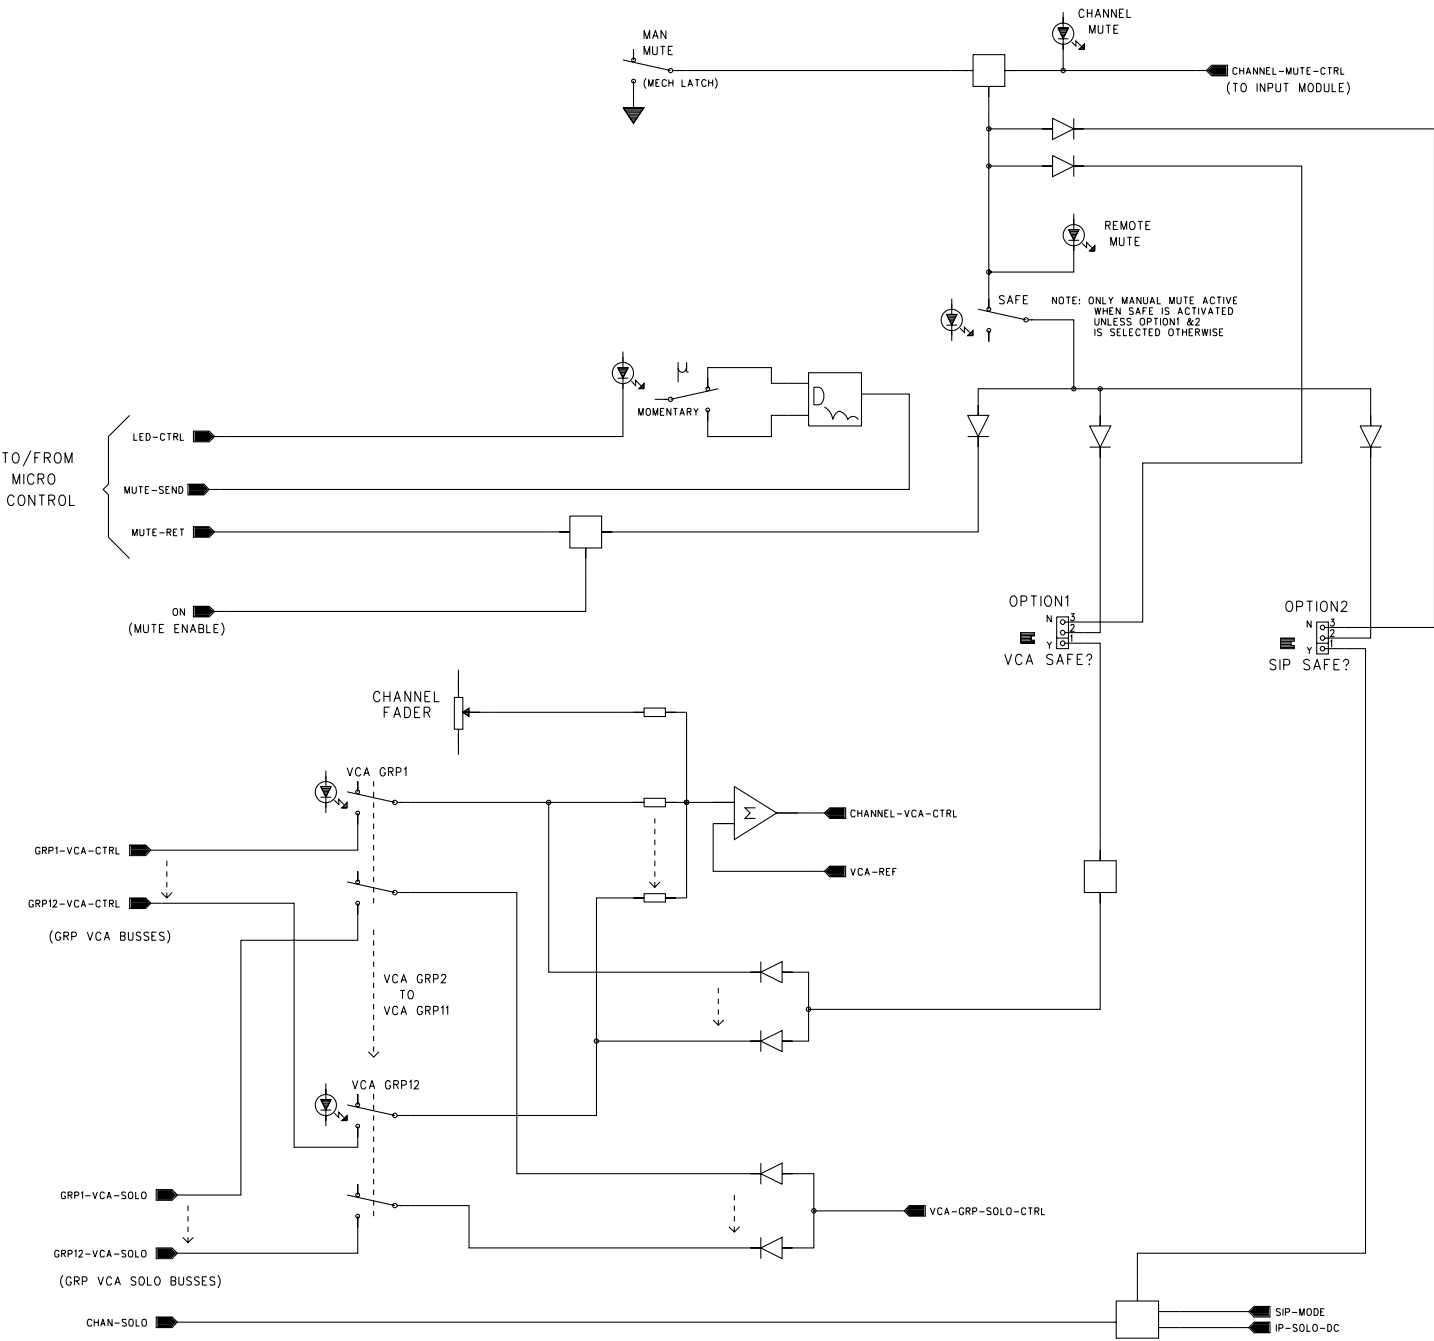 CHANNEL
MUTE
MAN
MUTE
(MECH LATCH)
CHANNEL-MUTE-CTRL
(TO INPUT MODULE)
REMOTE
MUTE
SAFE
NOTE: ONLY MANUAL MUTE ACTIVE
WHEN SAFE IS ACTIVATED
UNLESS OPTION1 &2
IS SELECTED OTHERWISE
µ
MOMENTARY
D
TO/FROM
MICRO
CONTROL
LED-CTRL
MUTE-SEND
MUTE-RET
ON
(MUTE ENABLE)
OPTION1
N 3
2
Y 1
VCA SAFE?
OPTION2
N 3
2
Y 1
SIP SAFE?
CHANNEL
FADER
VCA GRP1
Σ
CHANNEL-VCA-CTRL
VCA-REF
GRP1-VCA-CTRL
GRP12-VCA-CTRL
(GRP VCA BUSSES)
VCA GRP2
TO
VCA GRP11
VCA GRP12
GRP1-VCA-SOLO
GRP12-VCA-SOLO
(GRP VCA SOLO BUSSES)
VCA-GRP-SOLO-CTRL
CHAN-SOLO
SIP-MODE
IP-SOLO-DC